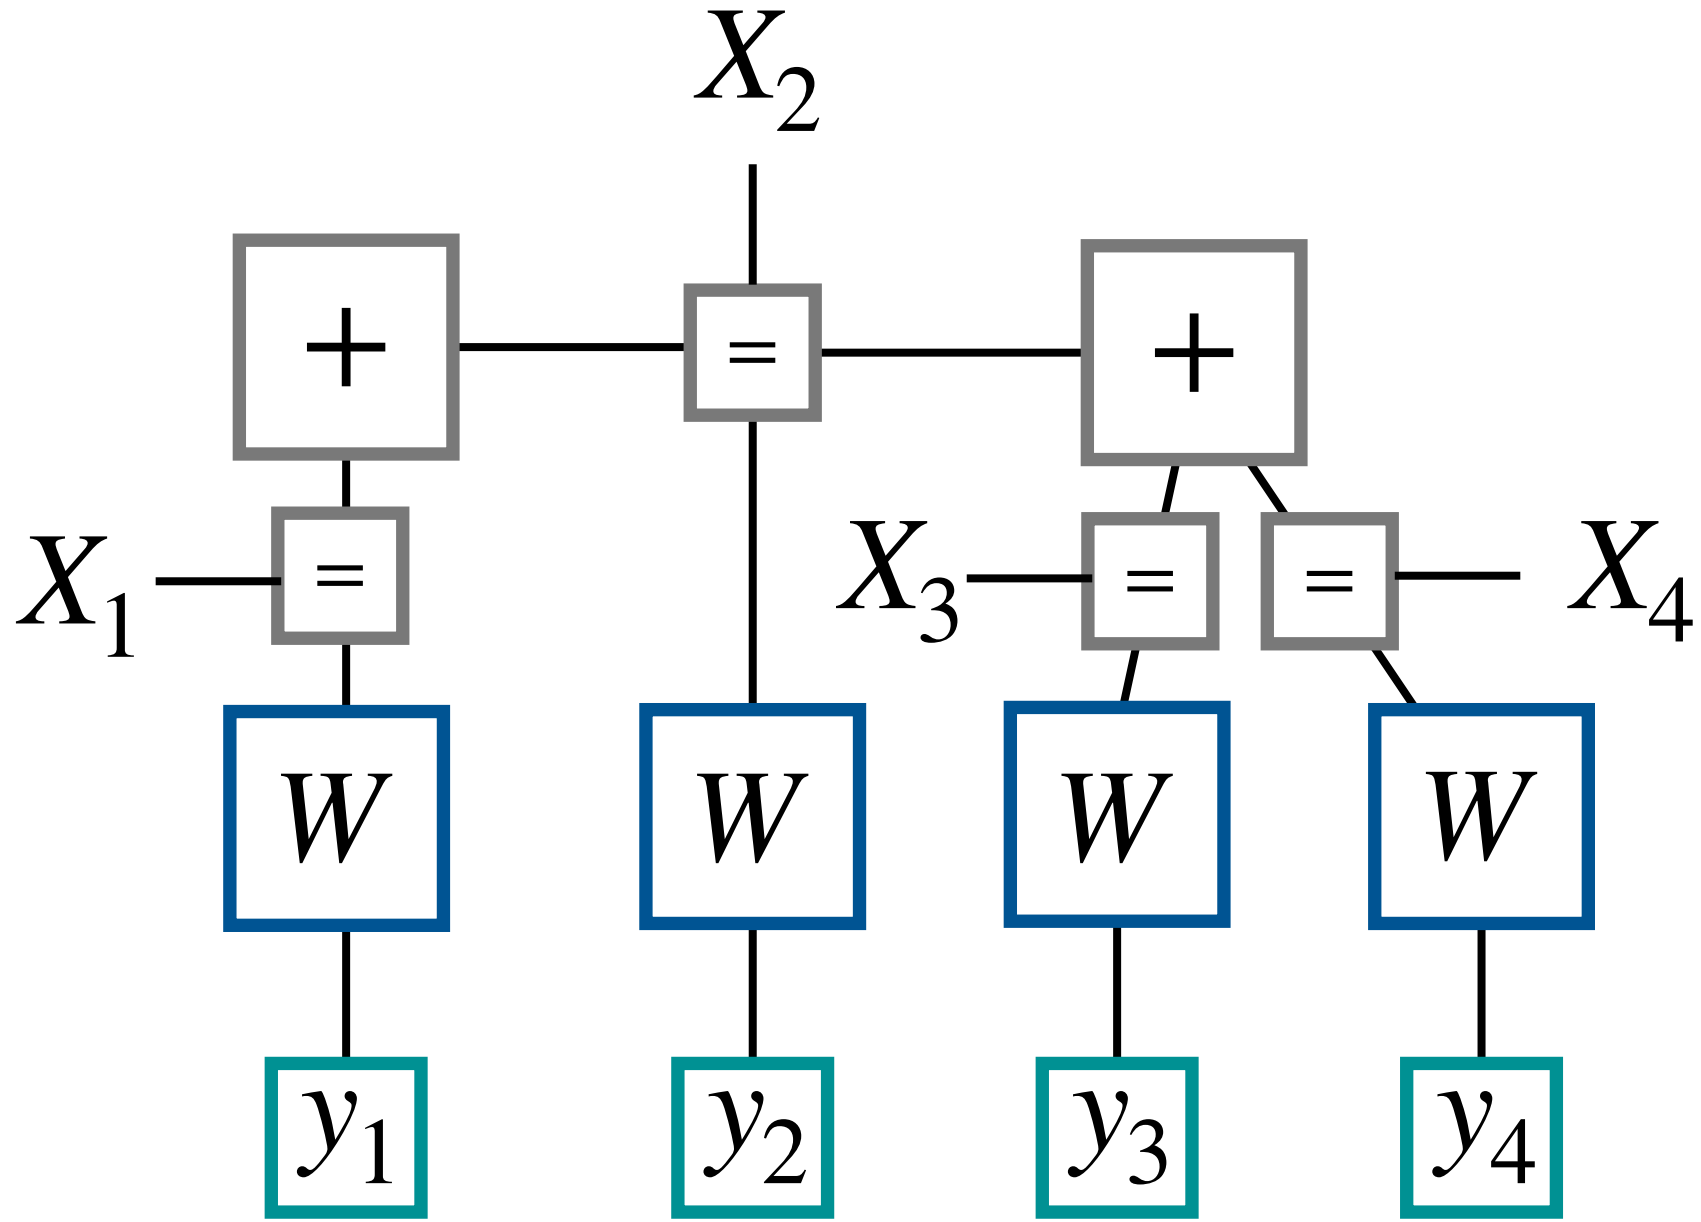 X₂
+ = +
X₁ = X₃ = = X₄
W W W W
y₁ y₂ y₃ y₄